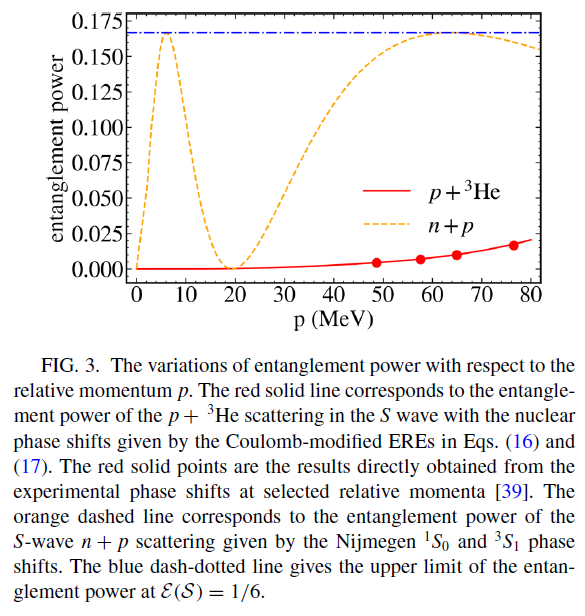 0.175
0.150
0.125
0.100
0.075
0.050
0.025
0.000
entanglement power
p + ³He
n + p
0 10 20 30 40 50 60 70 80
p (MeV)
FIG. 3. The variations of entanglement power with respect to the
relative momentum p. The red solid line corresponds to the entangle-
ment power of the p + ³He scattering in the S wave with the nuclear
phase shifts given by the Coulomb-modified EREs in Eqs. (16) and
(17). The red solid points are the results directly obtained from the
experimental phase shifts at selected relative momenta [39]. The
orange dashed line corresponds to the entanglement power of the
S-wave n + p scattering given by the Nijmegen ¹S₀ and ³S₁ phase
shifts. The blue dash-dotted line gives the upper limit of the entan-
glement power at ℰ(𝒮) = 1/6.